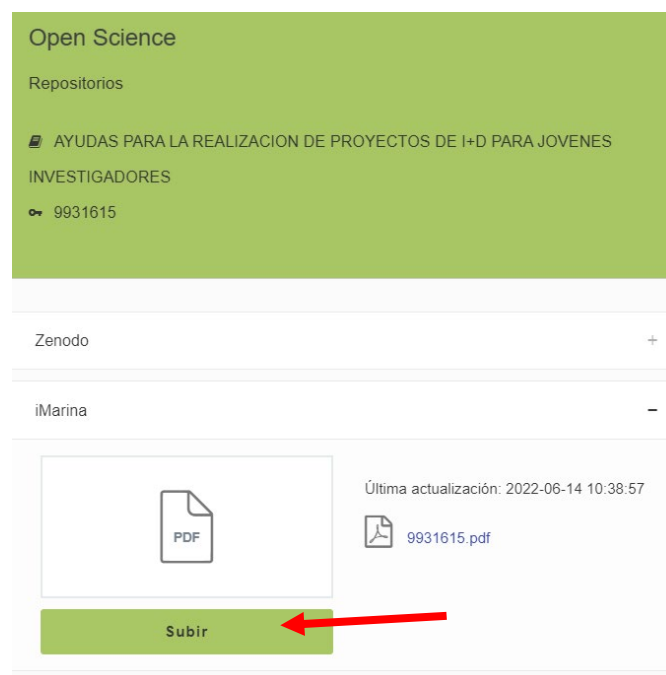 Open Science
Repositorios
AYUDAS PARA LA REALIZACION DE PROYECTOS DE I+D PARA JOVENES
INVESTIGADORES
9931615
Zenodo +
iMarina −
PDF
Última actualización: 2022-06-14 10:38:57
9931615.pdf
Subir